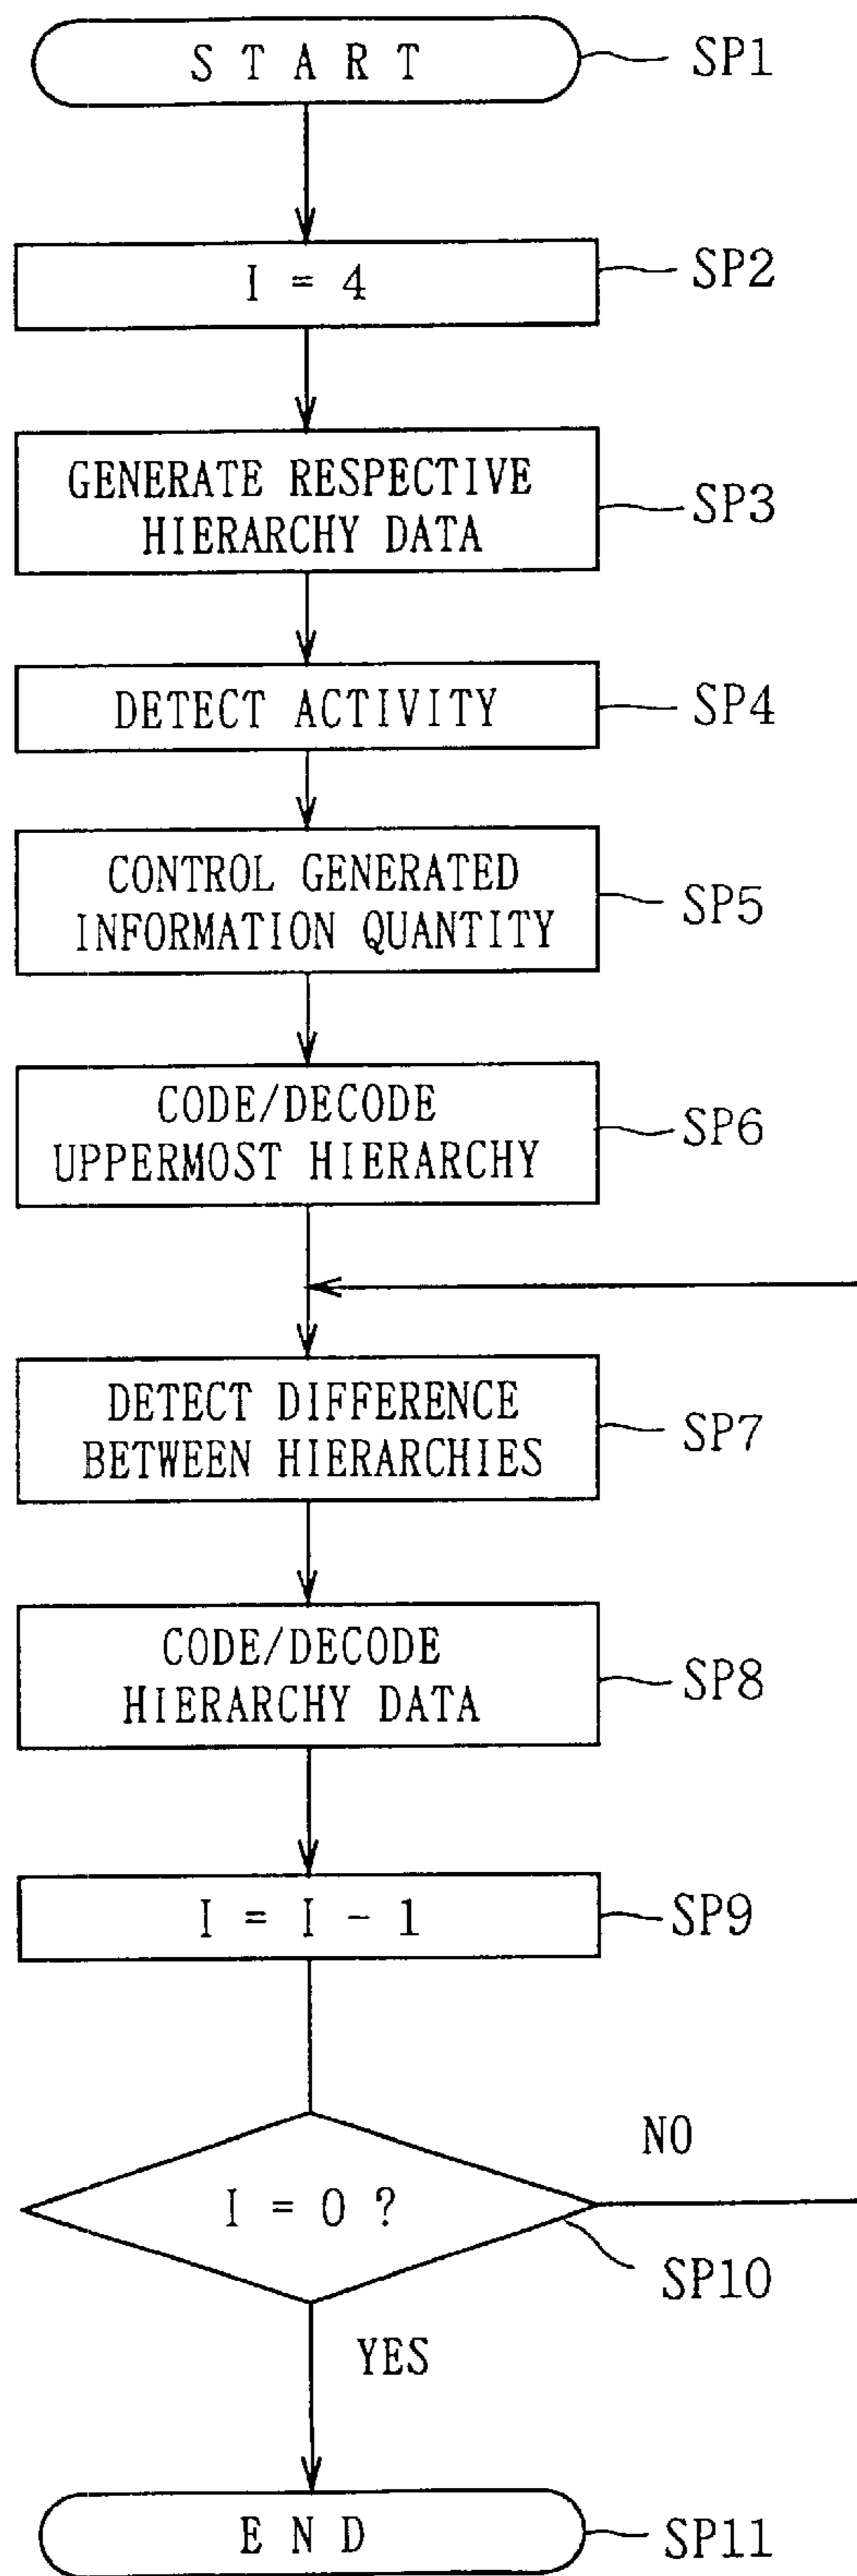 START SP1
I = 4 SP2
GENERATE RESPECTIVE
HIERARCHY DATA
SP3
DETECT ACTIVITY SP4
CONTROL GENERATED
INFORMATION QUANTITY
SP5
CODE/DECODE
UPPERMOST HIERARCHY
SP6
DETECT DIFFERENCE
BETWEEN HIERARCHIES
SP7
CODE/DECODE
HIERARCHY DATA
SP8
I = I - 1 SP9
NO
I = 0 ?
SP10
YES
END SP11